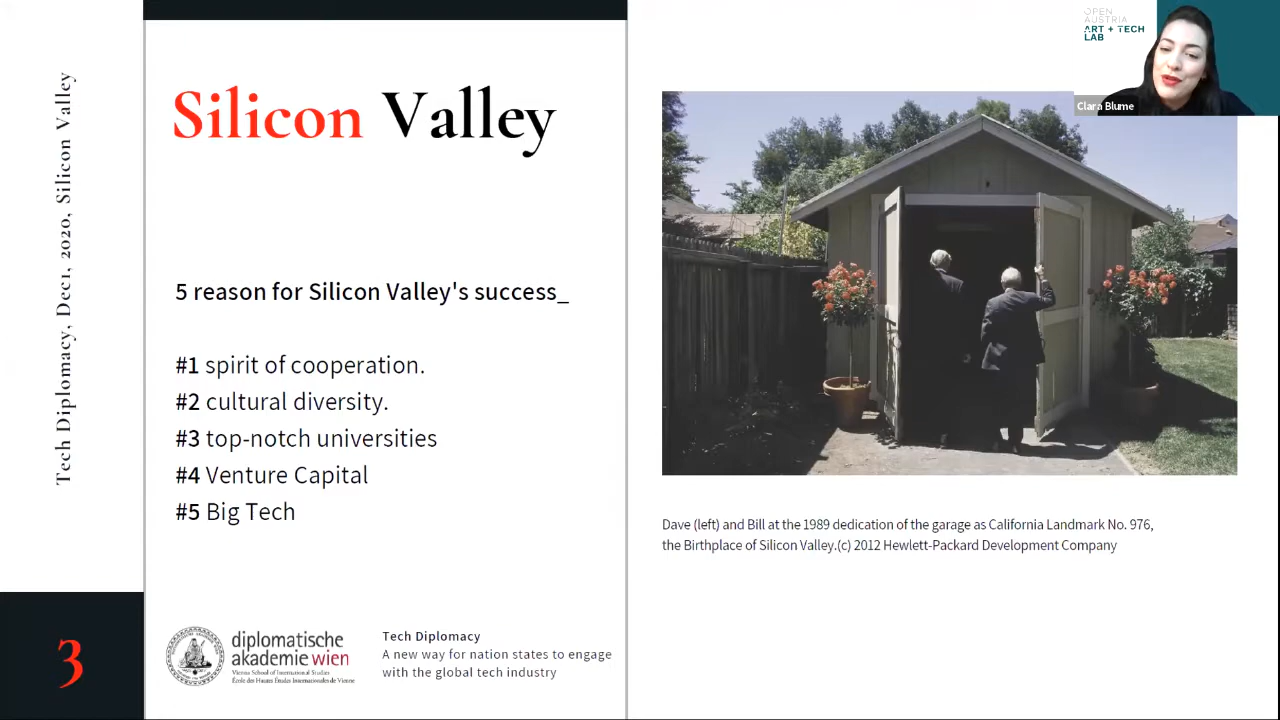 Tech Diplomacy, Dec1, 2020, Silicon Valley
3
Silicon Valley
5 reason for Silicon Valley's success_
#1 spirit of cooperation.
#2 cultural diversity.
#3 top-notch universities
#4 Venture Capital
#5 Big Tech
diplomatische
akademie wien
Vienna School of International Studies
École des Hautes Études Internationales de Vienne
Tech Diplomacy
A new way for nation states to engage
with the global tech industry
OPEN
AUSTRIA
ART + TECH
LAB
Clara Blume
Dave (left) and Bill at the 1989 dedication of the garage as California Landmark No. 976,
the Birthplace of Silicon Valley.(c) 2012 Hewlett-Packard Development Company